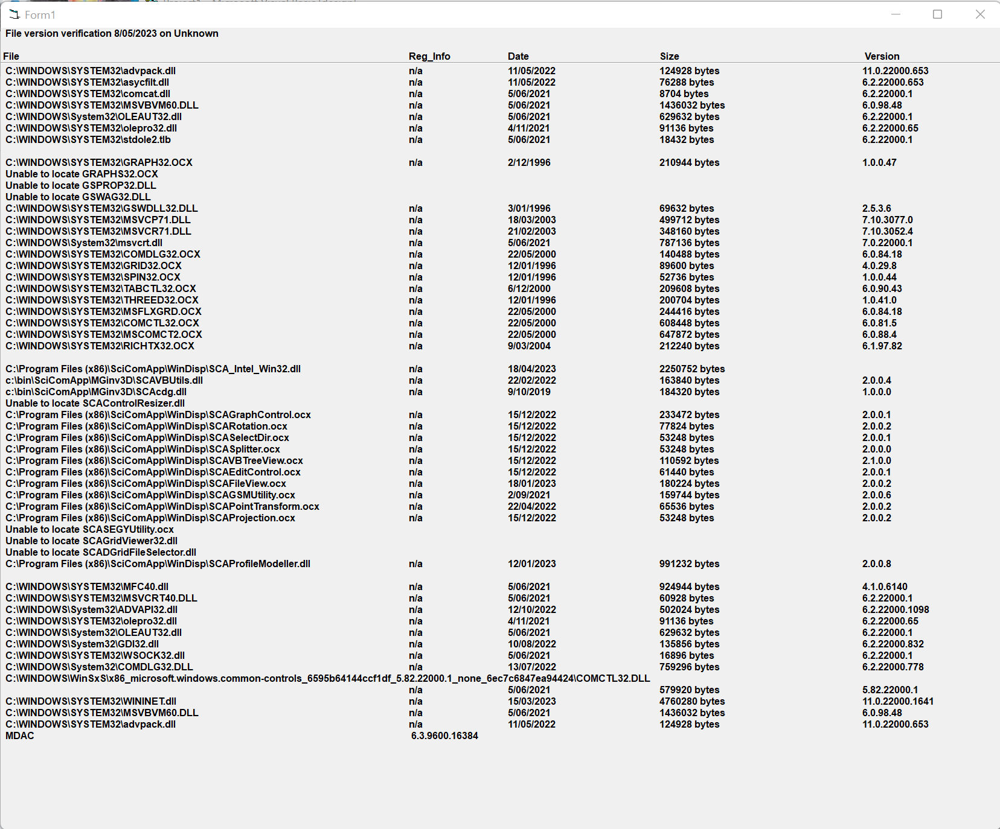 Form1
File version verification 8/05/2023 on Unknown
File Reg_Info Date Size Version
C:\WINDOWS\SYSTEM32\advpack.dll n/a 11/05/2022 124928 bytes 11.0.22000.653
C:\WINDOWS\SYSTEM32\asycfilt.dll n/a 11/05/2022 76288 bytes 6.2.22000.653
C:\WINDOWS\SYSTEM32\comcat.dll n/a 5/06/2021 8704 bytes 6.2.22000.1
C:\WINDOWS\SYSTEM32\MSVBVM60.DLL n/a 5/06/2021 1436032 bytes 6.0.98.48
C:\WINDOWS\System32\OLEAUT32.dll n/a 5/06/2021 629632 bytes 6.2.22000.1
C:\WINDOWS\SYSTEM32\olepro32.dll n/a 4/11/2021 91136 bytes 6.2.22000.65
C:\WINDOWS\SYSTEM32\stdole2.tlb n/a 5/06/2021 18432 bytes 6.2.22000.1
C:\WINDOWS\SYSTEM32\GRAPH32.OCX n/a 2/12/1996 210944 bytes 1.0.0.47
Unable to locate GRAPHS32.OCX
Unable to locate GSPROP32.DLL
Unable to locate GSWAG32.DLL
C:\WINDOWS\SYSTEM32\GSWDLL32.DLL n/a 3/01/1996 69632 bytes 2.5.3.6
C:\WINDOWS\SYSTEM32\MSVCP71.DLL n/a 18/03/2003 499712 bytes 7.10.3077.0
C:\WINDOWS\SYSTEM32\MSVCR71.DLL n/a 21/02/2003 348160 bytes 7.10.3052.4
C:\WINDOWS\System32\msvcrt.dll n/a 5/06/2021 787136 bytes 7.0.22000.1
C:\WINDOWS\SYSTEM32\COMDLG32.OCX n/a 22/05/2000 140488 bytes 6.0.84.18
C:\WINDOWS\SYSTEM32\GRID32.OCX n/a 12/01/1996 89600 bytes 4.0.29.8
C:\WINDOWS\SYSTEM32\SPIN32.OCX n/a 12/01/1996 52736 bytes 1.0.0.44
C:\WINDOWS\SYSTEM32\TABCTL32.OCX n/a 6/12/2000 209608 bytes 6.0.90.43
C:\WINDOWS\SYSTEM32\THREED32.OCX n/a 12/01/1996 200704 bytes 1.0.41.0
C:\WINDOWS\SYSTEM32\MSFLXGRD.OCX n/a 22/05/2000 244416 bytes 6.0.84.18
C:\WINDOWS\SYSTEM32\COMCTL32.OCX n/a 22/05/2000 608448 bytes 6.0.81.5
C:\WINDOWS\SYSTEM32\MSCOMCT2.OCX n/a 22/05/2000 647872 bytes 6.0.88.4
C:\WINDOWS\SYSTEM32\RICHTX32.OCX n/a 9/03/2004 212240 bytes 6.1.97.82
C:\Program Files (x86)\SciComApp\WinDisp\SCA_Intel_Win32.dll n/a 18/04/2023 2250752 bytes
c:\bin\SciComApp\MGinv3D\SCAVBUtils.dll n/a 22/02/2022 163840 bytes 2.0.0.4
c:\bin\SciComApp\MGinv3D\SCAcdg.dll n/a 9/10/2019 184320 bytes 1.0.0.0
Unable to locate SCAControlResizer.dll
C:\Program Files (x86)\SciComApp\WinDisp\SCAGraphControl.ocx n/a 15/12/2022 233472 bytes 2.0.0.1
C:\Program Files (x86)\SciComApp\WinDisp\SCARotation.ocx n/a 15/12/2022 77824 bytes 2.0.0.2
C:\Program Files (x86)\SciComApp\WinDisp\SCASelectDir.ocx n/a 15/12/2022 53248 bytes 2.0.0.1
C:\Program Files (x86)\SciComApp\WinDisp\SCASplitter.ocx n/a 15/12/2022 53248 bytes 2.0.0.0
C:\Program Files (x86)\SciComApp\WinDisp\SCAVBTreeView.ocx n/a 15/12/2022 110592 bytes 2.1.0.0
C:\Program Files (x86)\SciComApp\WinDisp\SCAEditControl.ocx n/a 15/12/2022 61440 bytes 2.0.0.1
C:\Program Files (x86)\SciComApp\WinDisp\SCAFileView.ocx n/a 18/01/2023 180224 bytes 2.0.0.2
C:\Program Files (x86)\SciComApp\WinDisp\SCAGSMUtility.ocx n/a 2/09/2021 159744 bytes 2.0.0.6
C:\Program Files (x86)\SciComApp\WinDisp\SCAPointTransform.ocx n/a 22/04/2022 65536 bytes 2.0.0.2
C:\Program Files (x86)\SciComApp\WinDisp\SCAProjection.ocx n/a 15/12/2022 53248 bytes 2.0.0.2
Unable to locate SCASEGYUtility.ocx
Unable to locate SCAGridViewer32.dll
Unable to locate SCADGridFileSelector.dll
C:\Program Files (x86)\SciComApp\WinDisp\SCAProfileModeller.dll n/a 12/01/2023 991232 bytes 2.0.0.8
C:\WINDOWS\SYSTEM32\MFC40.dll n/a 5/06/2021 924944 bytes 4.1.0.6140
C:\WINDOWS\SYSTEM32\MSVCRT40.DLL n/a 5/06/2021 60928 bytes 6.2.22000.1
C:\WINDOWS\System32\ADVAPI32.dll n/a 12/10/2022 502024 bytes 6.2.22000.1098
C:\WINDOWS\SYSTEM32\olepro32.dll n/a 4/11/2021 91136 bytes 6.2.22000.65
C:\WINDOWS\System32\OLEAUT32.dll n/a 5/06/2021 629632 bytes 6.2.22000.1
C:\WINDOWS\System32\GDI32.dll n/a 10/08/2022 135856 bytes 6.2.22000.832
C:\WINDOWS\SYSTEM32\WSOCK32.dll n/a 5/06/2021 16896 bytes 6.2.22000.1
C:\WINDOWS\System32\COMDLG32.DLL n/a 13/07/2022 759296 bytes 6.2.22000.778
C:\WINDOWS\WinSxS\x86_microsoft.windows.common-controls_6595b64144ccf1df_5.82.22000.1_none_6ec7c6847ea94424\COMCTL32.DLL
n/a 5/06/2021 579920 bytes 5.82.22000.1
C:\WINDOWS\SYSTEM32\WININET.dll n/a 15/03/2023 4760280 bytes 11.0.22000.1641
C:\WINDOWS\SYSTEM32\MSVBVM60.DLL n/a 5/06/2021 1436032 bytes 6.0.98.48
C:\WINDOWS\SYSTEM32\advpack.dll n/a 11/05/2022 124928 bytes 11.0.22000.653
MDAC 6.3.9600.16384